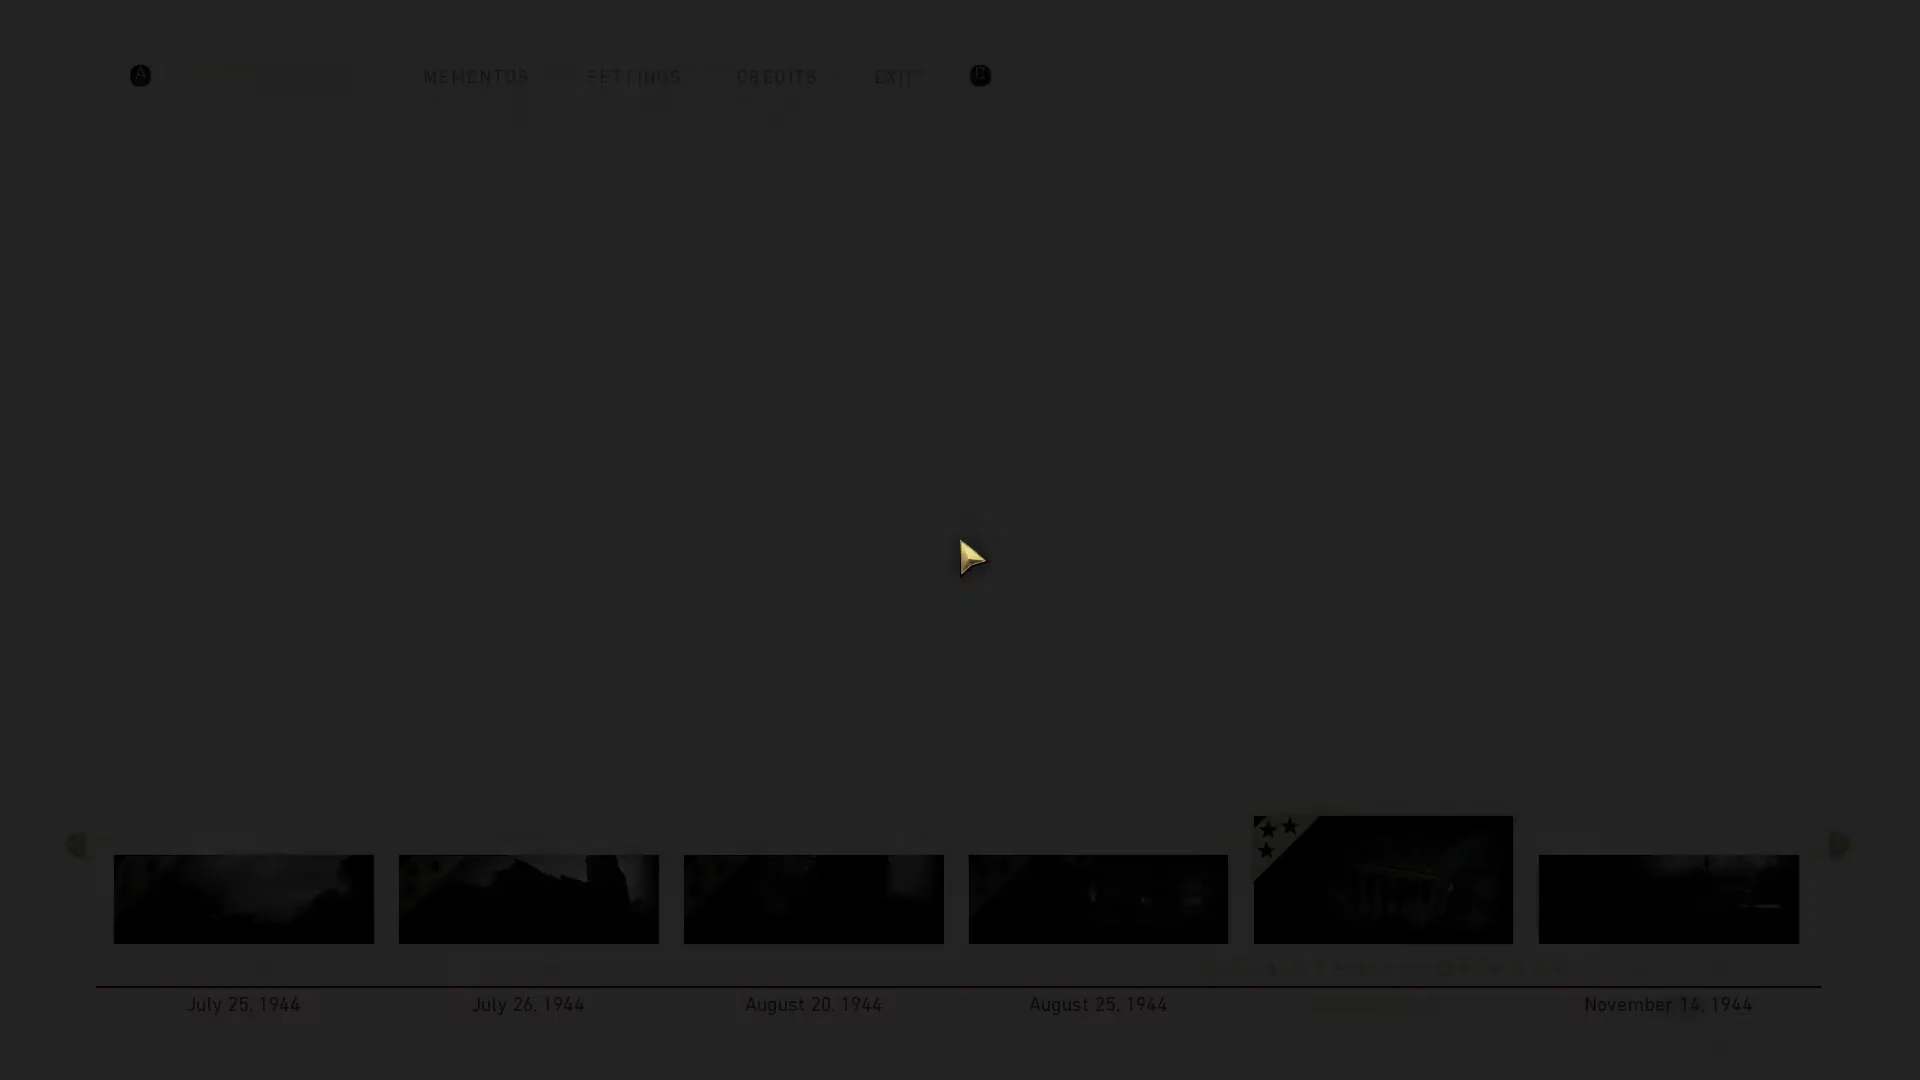 A MEMENTOS SETTINGS CREDITS EXIT D
July 25, 1944
July 26, 1944
August 20, 1944
August 25, 1944
November 14, 1944